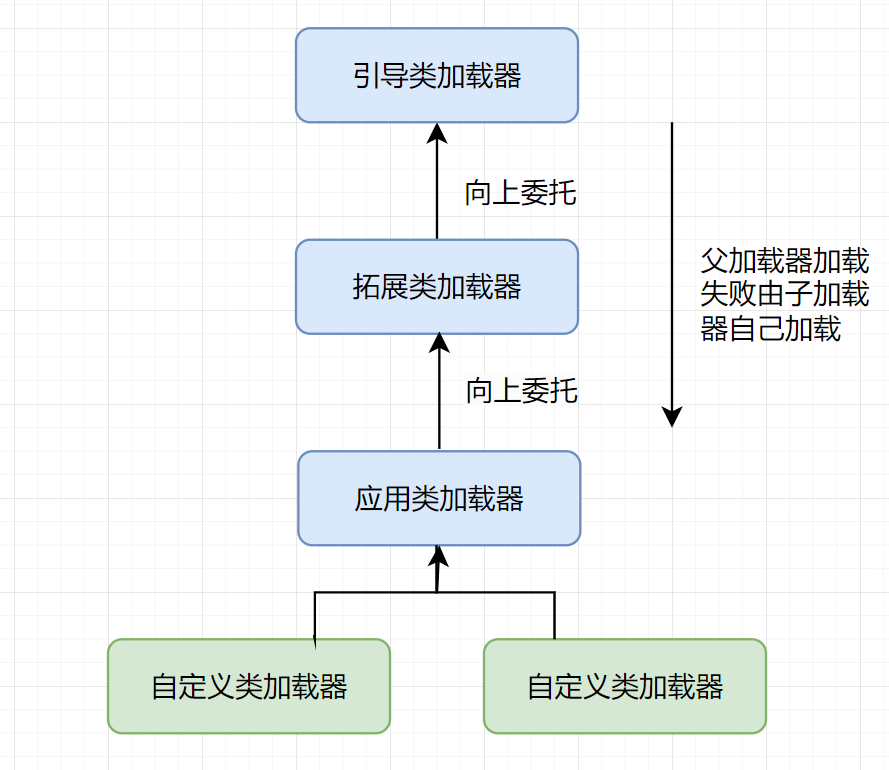 引导类加载器
向上委托
父加载器加载
失败由子加载
器自己加载
拓展类加载器
向上委托
应用类加载器
自定义类加载器
自定义类加载器